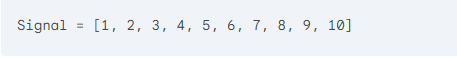 Signal = [1, 2, 3, 4, 5, 6, 7, 8, 9, 10]